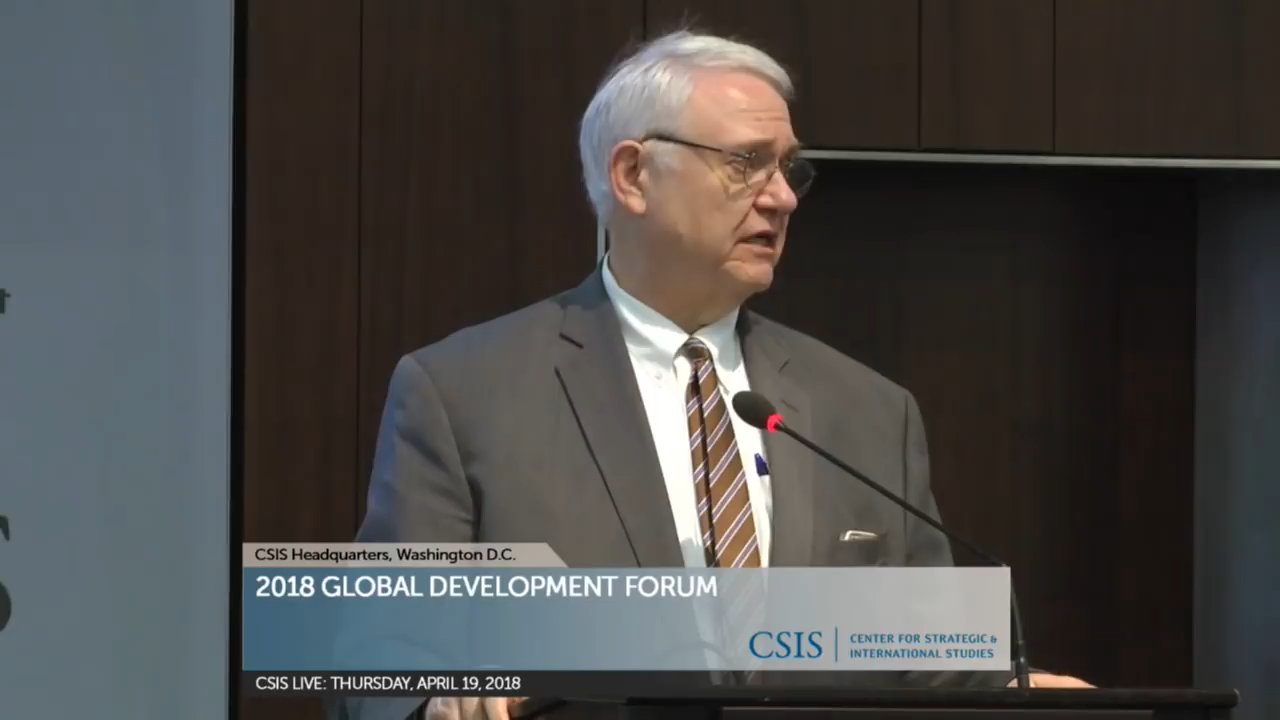 CSIS Headquarters, Washington D.C.
2018 GLOBAL DEVELOPMENT FORUM
CSIS | CENTER FOR STRATEGIC &
INTERNATIONAL STUDIES
CSIS LIVE: THURSDAY, APRIL 19, 2018